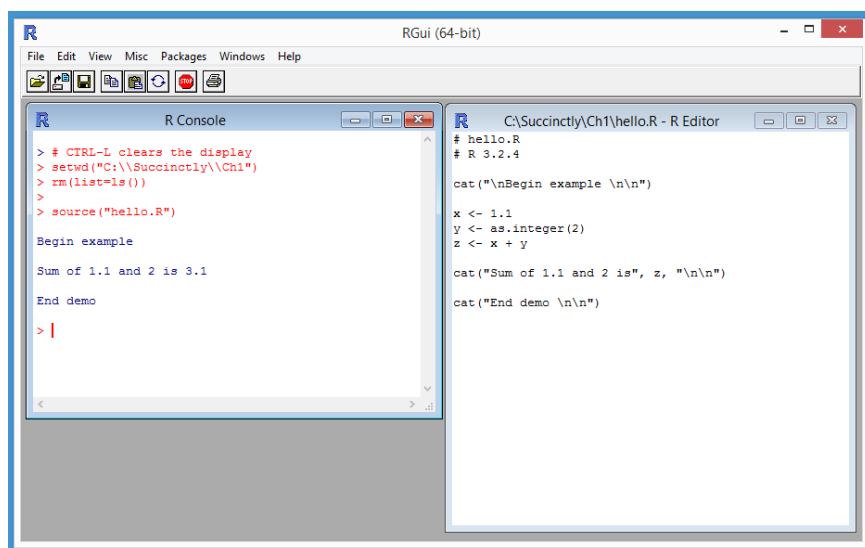 RGui (64-bit)
File Edit View Misc Packages Windows Help
STOP
R Console
> # CTRL-L clears the display
> setwd("C:\\Succinctly\\Ch1")
> rm(list=ls())
>
> source("hello.R")
Begin example
Sum of 1.1 and 2 is 3.1
End demo
>
C:\Succinctly\Ch1\hello.R - R Editor
# hello.R
# R 3.2.4
cat("\nBegin example \n\n")
x <- 1.1
y <- as.integer(2)
z <- x + y
cat("Sum of 1.1 and 2 is", z, "\n\n")
cat("End demo \n\n")